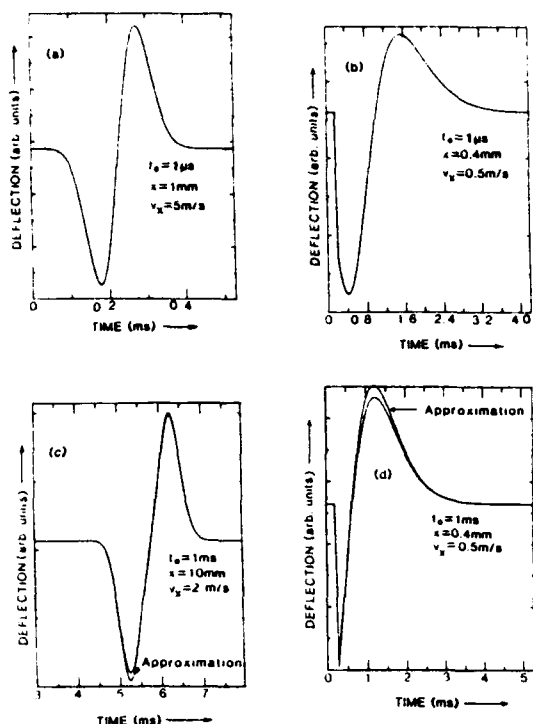 (a)
DEFLECTION (arb. units)
t₀=1μs
x=1mm
vₓ=5m/s
0 0 2 0 4
TIME (ms)
(b)
DEFLECTION (arb. units)
t₀=1μs
x=0.4mm
vₓ=0.5m/s
0 0 8 1 6 2 4 3 2 4 0
TIME (ms)
(c)
DEFLECTION (arb. units)
t₀=1ms
x=10mm
vₓ=2 m/s
Approximation
3 4 5 6 7 8
TIME (ms)
Approximation
(d)
DEFLECTION (arb. units)
t₀=1ms
x=0.4mm
vₓ=0.5m/s
0 1 2 3 4 5
TIME (ms)